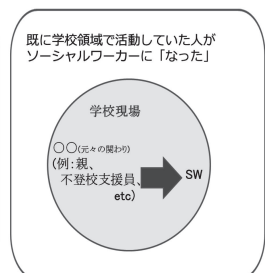 既に学校領域で活動していた人が
ソーシャルワーカーに「なった」
学校現場
〇〇(元々の関わり)
(例:親、
不登校支援員、
etc)
SW